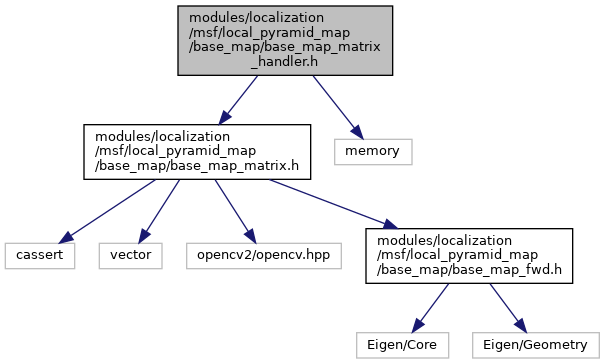 modules/localization
/msf/local_pyramid_map
/base_map/base_map_matrix
_handler.h
modules/localization
/msf/local_pyramid_map
/base_map/base_map_matrix.h
memory
cassert
vector
opencv2/opencv.hpp
modules/localization
/msf/local_pyramid_map
/base_map/base_map_fwd.h
Eigen/Core
Eigen/Geometry